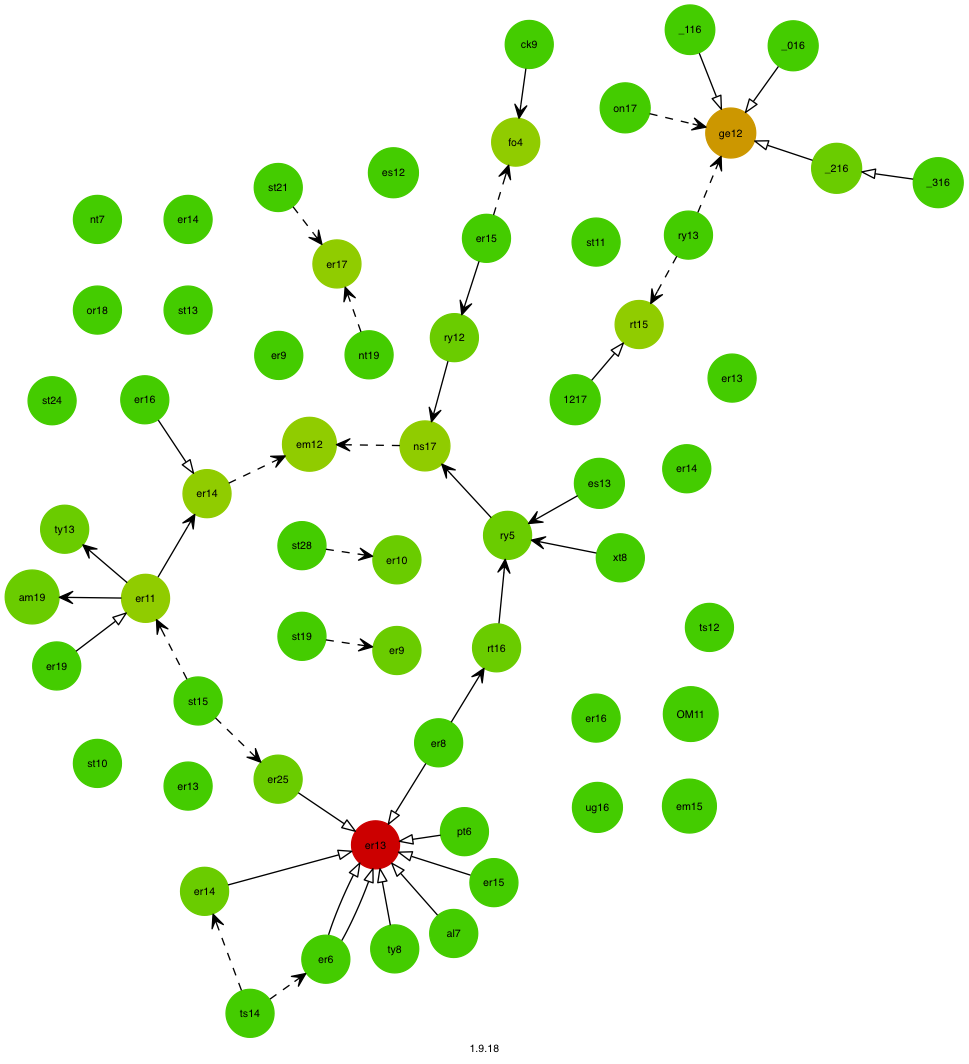 _116
_016
ck9
on17
ge12
fo4
es12
_216
_316
st21
nt7
er14
er15
st11
ry13
er17
or18
st13
rt15
ry12
er9
nt19
er13
st24
er16
1217
em12
ns17
er14
er14
es13
ty13
ry5
st28
er10
xt8
am19
er11
ts12
st19
er9
rt16
er19
st15
er16
OM11
er8
st10
er25
er13
ug16
em15
pt6
er13
er15
er14
al7
ty8
er6
ts14
1.9.18